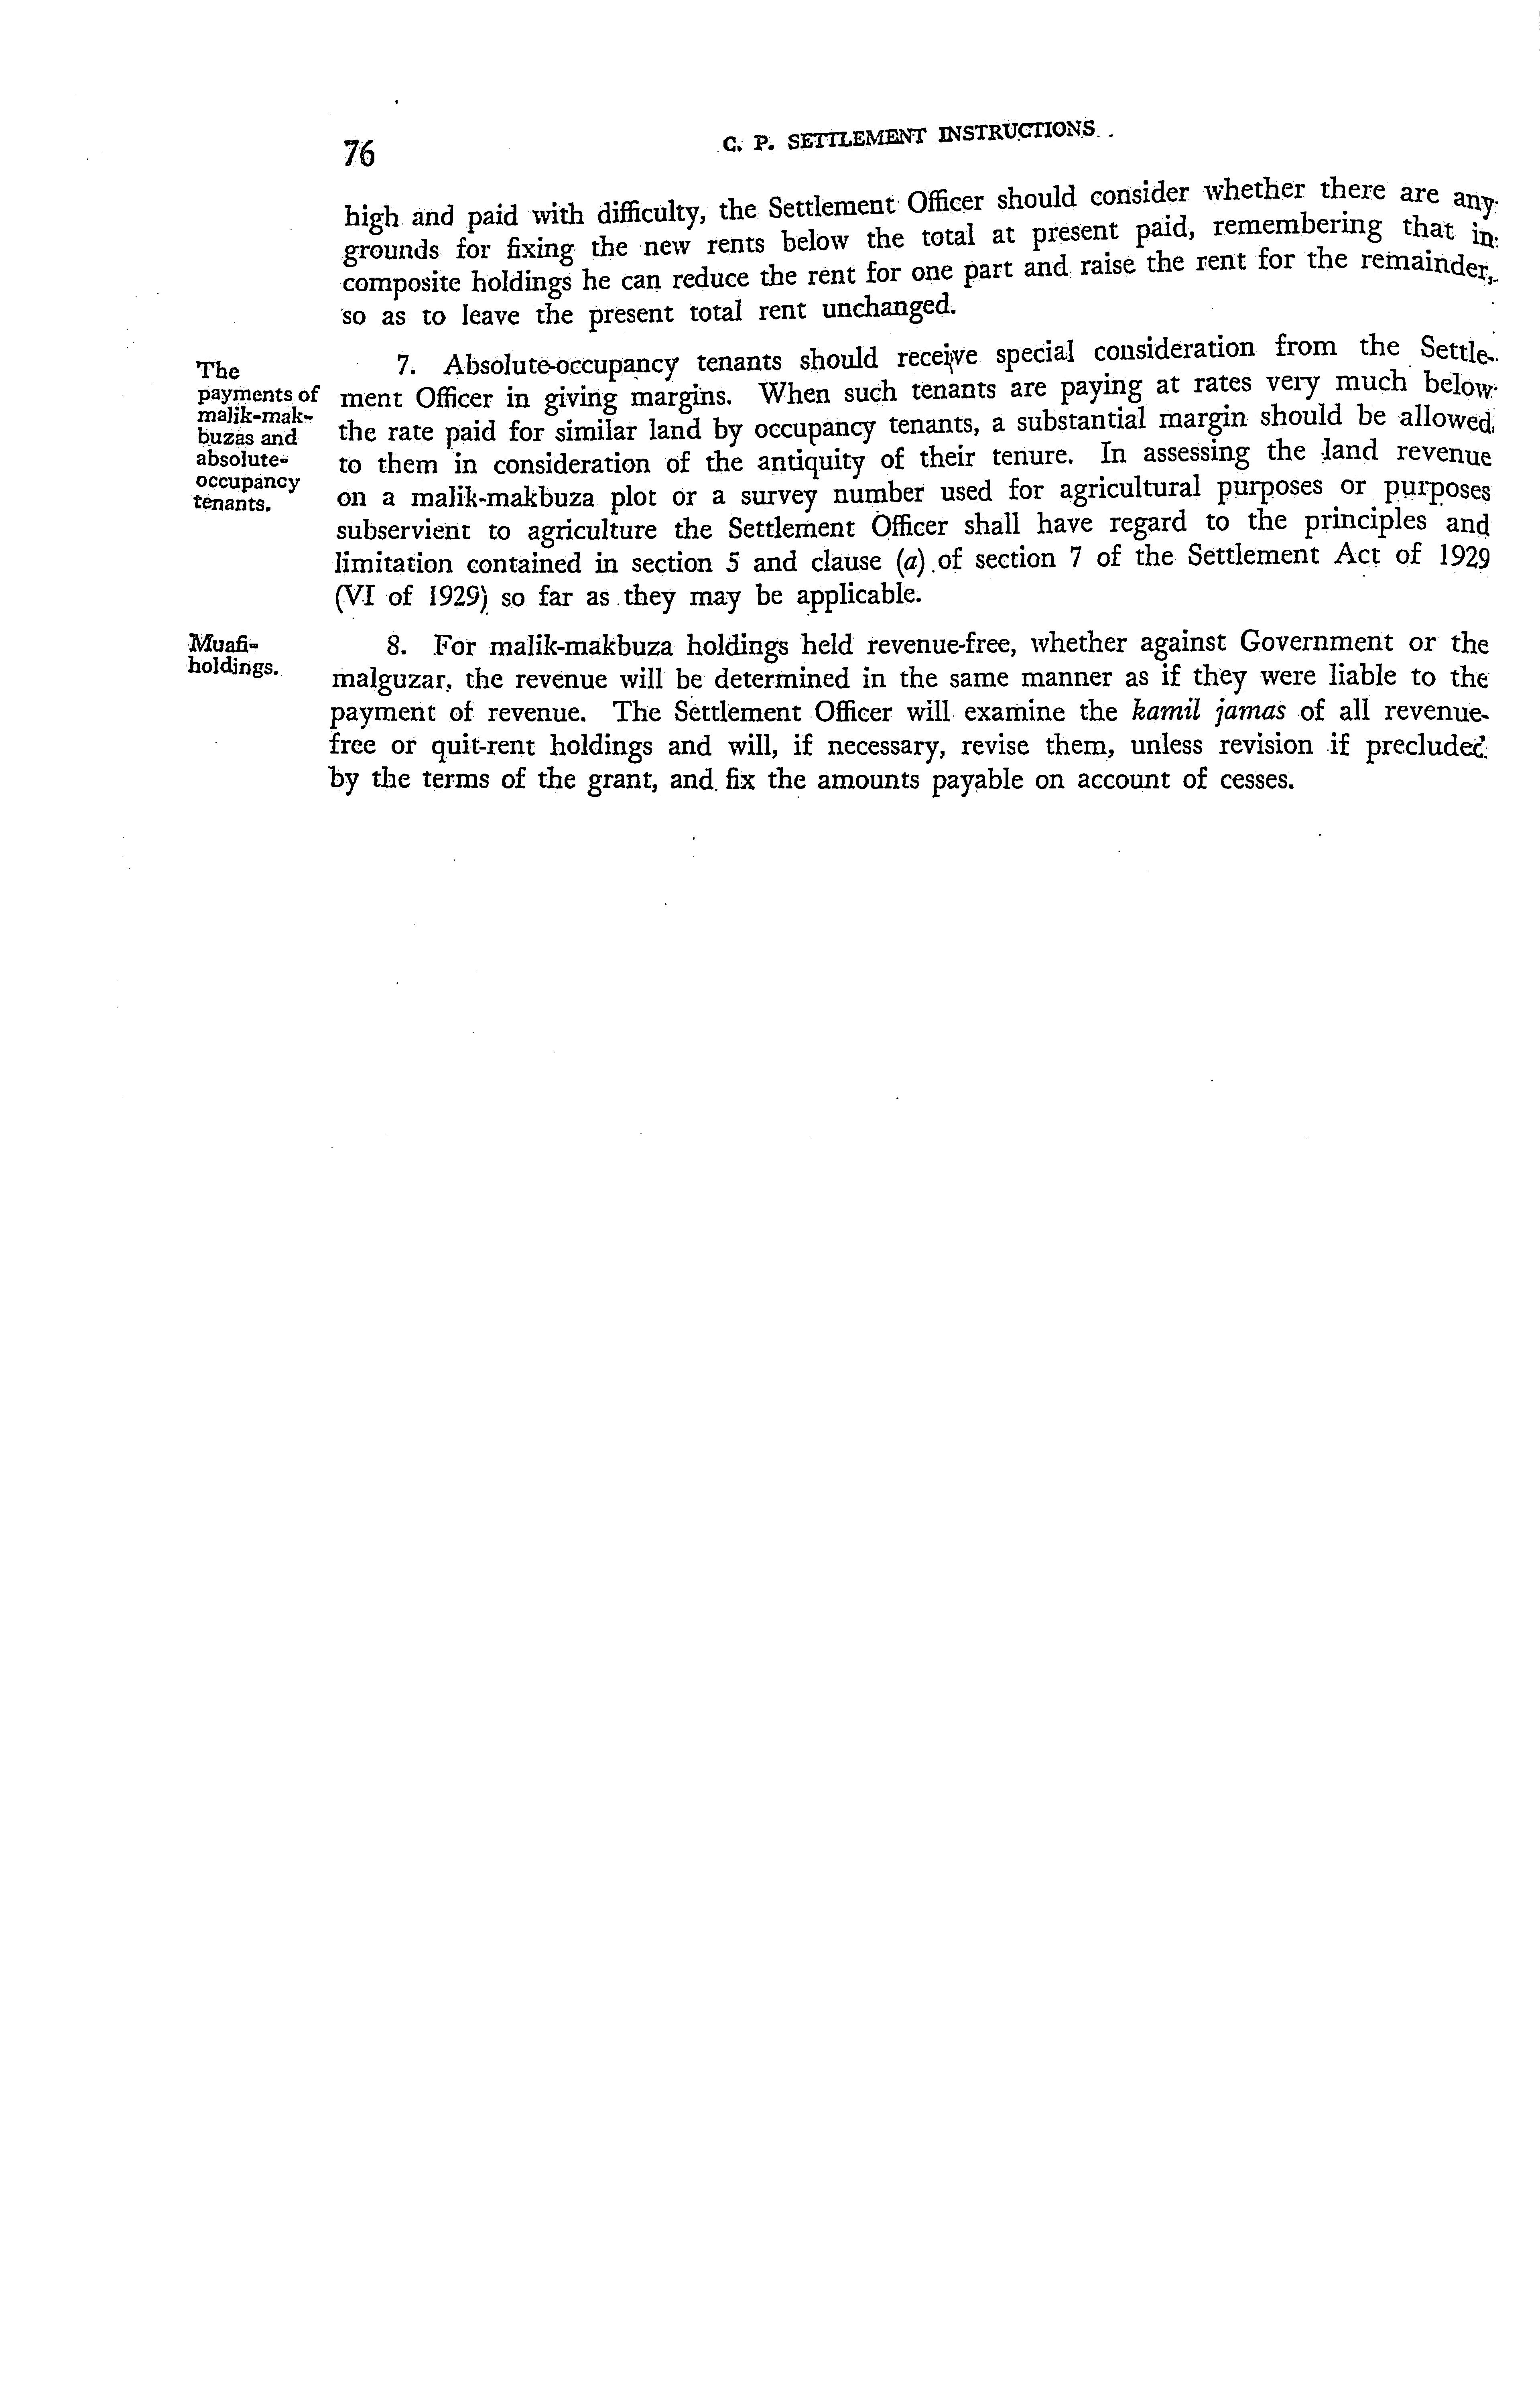 76
C. P. SETTLEMENT INSTRUCTIONS
high and paid with difficulty, the Settlement Officer should consider whether there are any
grounds for fixing the new rents below the total at present paid, remembering that in
composite holdings he can reduce the rent for one part and raise the rent for the remainder,
so as to leave the present total rent unchanged.
The
payments of
malik-mak-
buzas and
absolute-
occupancy
tenants.
7. Absolute-occupancy tenants should receive special consideration from the Settle-
ment Officer in giving margins. When such tenants are paying at rates very much below
the rate paid for similar land by occupancy tenants, a substantial margin should be allowed
to them in consideration of the antiquity of their tenure. In assessing the land revenue
on a malik-makbuza plot or a survey number used for agricultural purposes or purposes
subservient to agriculture the Settlement Officer shall have regard to the principles and
limitation contained in section 5 and clause (a) of section 7 of the Settlement Act of 1929
(VI of 1929) so far as they may be applicable.
Muafi-
holdings.
8. For malik-makbuza holdings held revenue-free, whether against Government or the
malguzar, the revenue will be determined in the same manner as if they were liable to the
payment of revenue. The Settlement Officer will examine the kamil jamas of all revenue-
free or quit-rent holdings and will, if necessary, revise them, unless revision if precluded
by the terms of the grant, and fix the amounts payable on account of cesses.